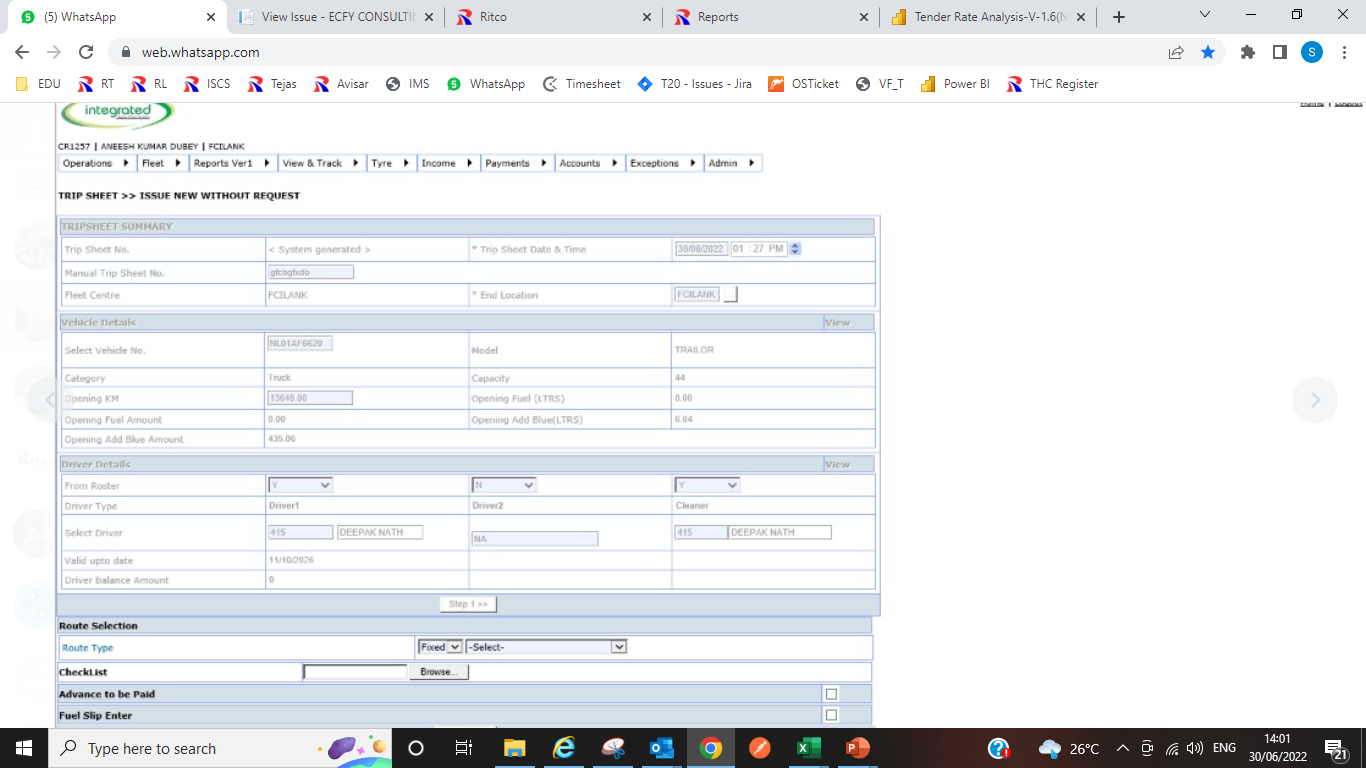 (5) WhatsApp
View Issue - ECFY CONSULTI
Ritco
Reports
Tender Rate Analysis-V-1.6(N
web.whatsapp.com
S
EDU RT RL ISCS Tejas Avisar IMS 5 WhatsApp Timesheet T20 - Issues - Jira OSTicket VF_T Power BI THC Register
integrated
Home | Logout
CR1257 | ANEESH KUMAR DUBEY | FCILANK
Operations Fleet Reports Ver1 View & Track Tyre Income Payments Accounts Exceptions Admin
TRIP SHEET >> ISSUE NEW WITHOUT REQUEST
TRIPSHEET SUMMARY
Trip Sheet No. < System generated > * Trip Sheet Date & Time 30/06/2022 01 : 27 PM
Manual Trip Sheet No. gfcbgfxdb
Fleet Centre FCILANK * End Location FCILANK
Vehicle Details View
Select Vehicle No. NL01AF6620 Model TRAILOR
Category Truck Capacity 44
Opening KM 13646.00 Opening Fuel (LTRS) 0.00
Opening Fuel Amount 0.00 Opening Add Blue(LTRS) 6.04
Opening Add Blue Amount 435.06
Driver Details View
From Roster Y N Y
Driver Type Driver1 Driver2 Cleaner
Select Driver 415 DEEPAK NATH NA 415 DEEPAK NATH
Valid upto date 11/10/2026
Driver Balance Amount 0
Step 1 >>
Route Selection
Route Type Fixed -Select-
CheckList Browse...
Advance to be Paid
Fuel Slip Enter
Type here to search
26°C ENG 14:01
30/06/2022
21